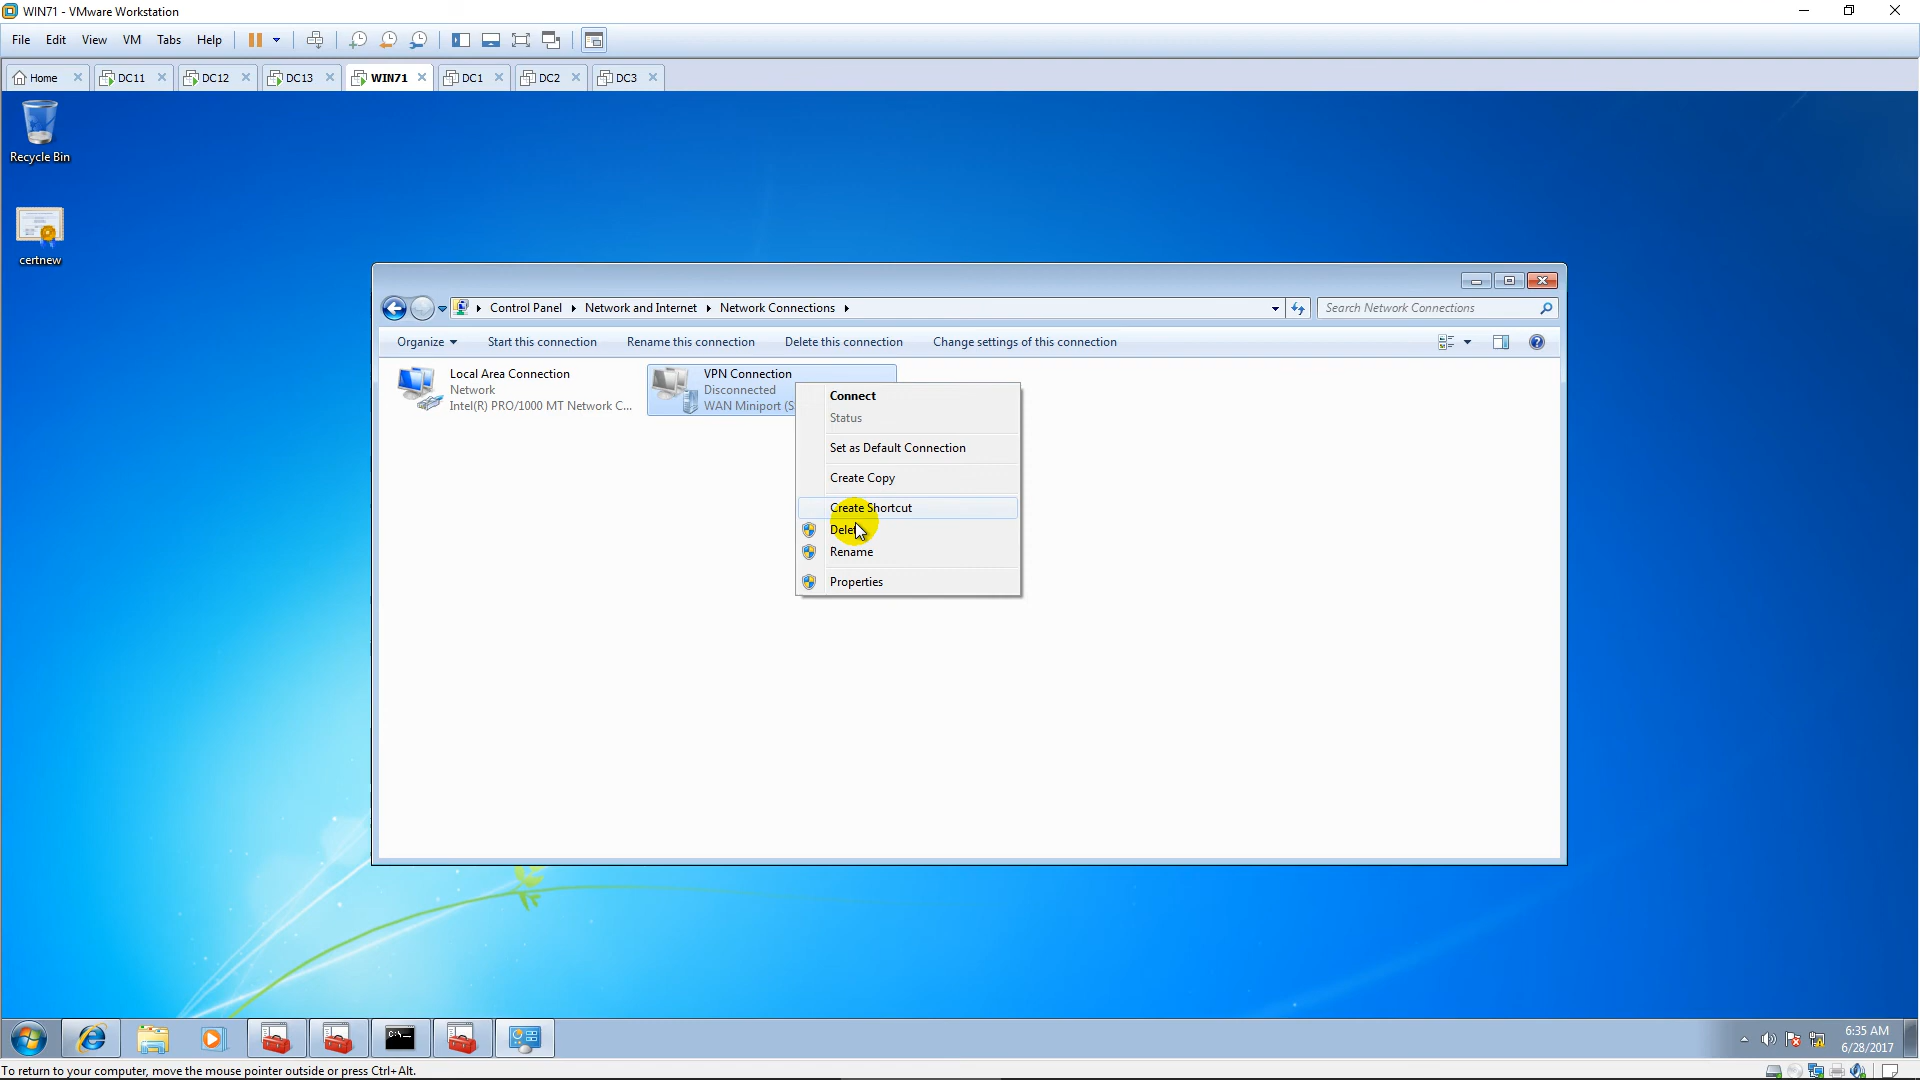 WIN71 - VMware Workstation
File Edit View VM Tabs Help
Home DC11 DC12 DC13 WIN71 DC1 DC2 DC3
Recycle Bin
certnew
Control Panel Network and Internet Network Connections
Search Network Connections
Organize Start this connection Rename this connection Delete this connection Change settings of this connection
Local Area Connection
Network
Intel(R) PRO/1000 MT Network C...
VPN Connection
Disconnected
WAN Miniport (S
Connect
Status
Set as Default Connection
Create Copy
Create Shortcut
Delete
Rename
Properties
C:\
6:35 AM
6/28/2017
To return to your computer, move the mouse pointer outside or press Ctrl+Alt.